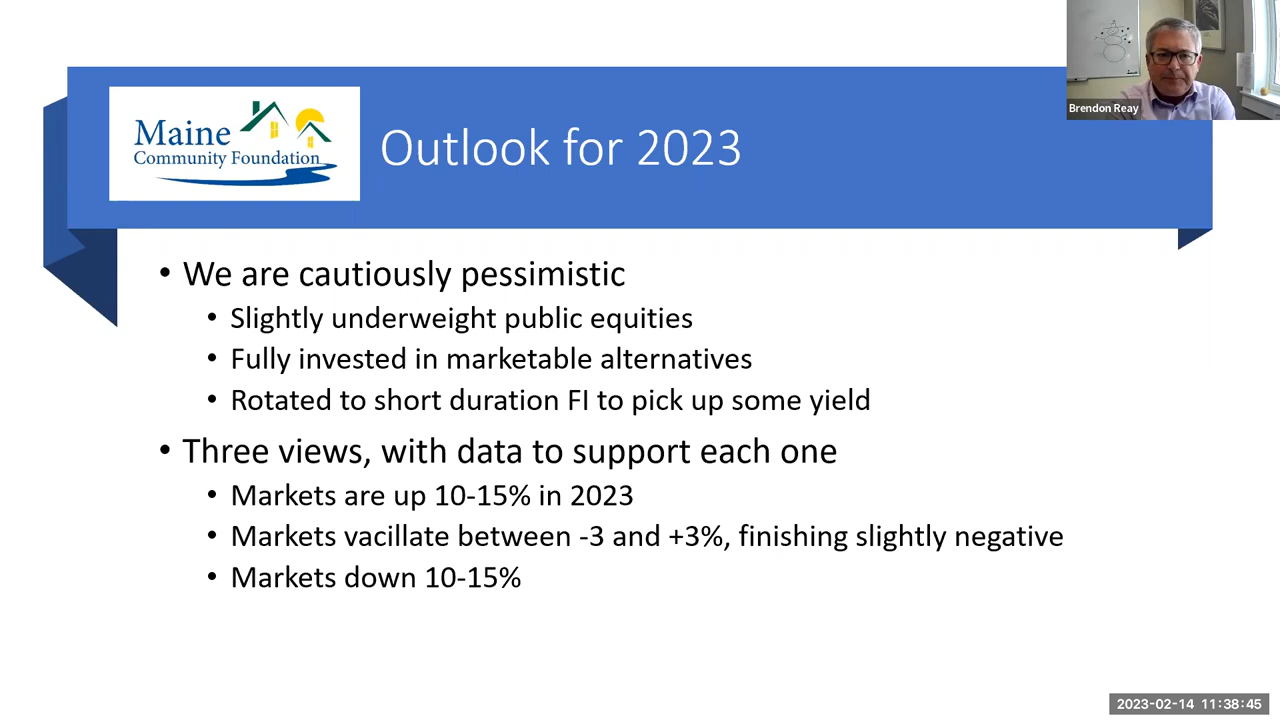 Brendon Reay
Maine
Community Foundation
Outlook for 2023
• We are cautiously pessimistic
• Slightly underweight public equities
• Fully invested in marketable alternatives
• Rotated to short duration FI to pick up some yield
• Three views, with data to support each one
• Markets are up 10-15% in 2023
• Markets vacillate between -3 and +3%, finishing slightly negative
• Markets down 10-15%
2023-02-14 11:38:45